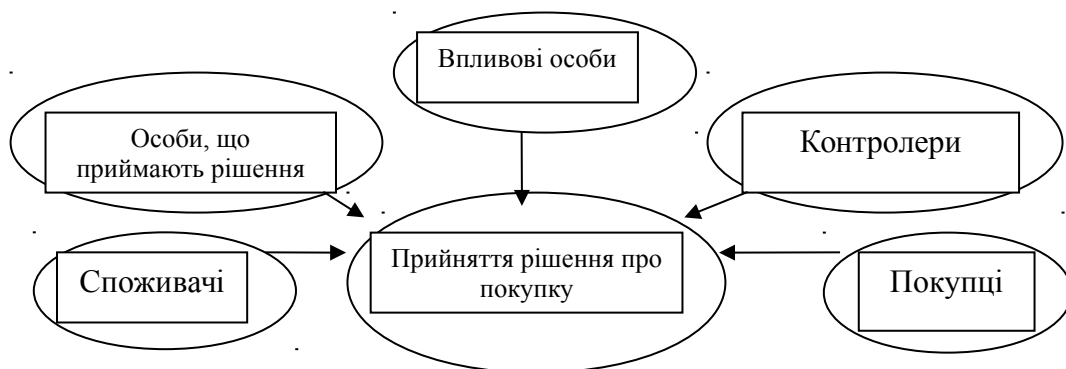 Впливові особи
Особи, що
приймають рішення
Контролери
Споживачі
Прийняття рішення про
покупку
Покупці